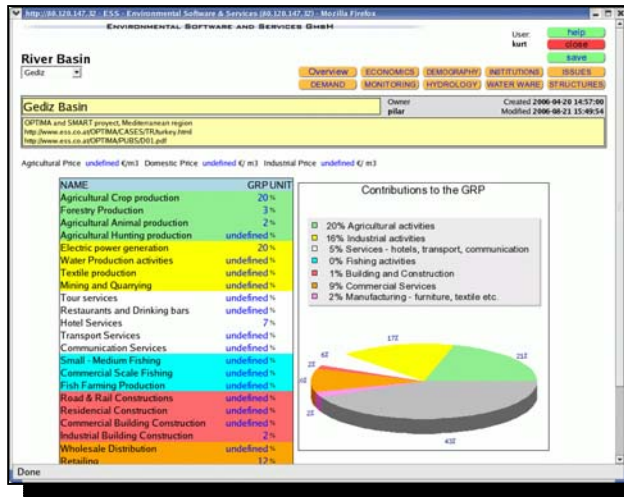 http://80.120.147.32 - ESS - Environmental Software & Services (80.120.147.32) - Mozilla Firefox
ENVIRONMENTAL SOFTWARE AND SERVICES GMBH
User:
kurt
help
close
save
River Basin
Gediz
Overview ECONOMICS DEMOGRAPHY INSTITUTIONS ISSUES
DEMAND MONITORING HYDROLOGY WATER WARE STRUCTURES
Gediz Basin
Owner
pilar
Created 2006-04-20 14:57:00
Modified 2006-08-21 15:49:54
OPTIMA and SMART proyect, Mediterranean region
http://www.ess.co.at/OPTIMA/CASES/TR/turkey.html
http://www.ess.co.at/OPTIMA/PUBS/D01.pdf
Agricultural Price undefined €/m3 Domestic Price undefined €/ m3 Industrial Price undefined €/ m3
NAME GRP UNIT
Agricultural Crop production 20 %
Forestry Production 3 %
Agricultural Animal production 2 %
Agricultural Hunting production undefined %
Electric power generation 20 %
Water Production activities undefined %
Textile production undefined %
Mining and Quarrying undefined %
Tour services undefined %
Restaurants and Drinking bars undefined %
Hotel Services 7 %
Transport Services undefined %
Communication Services undefined %
Small - Medium Fishing undefined %
Commercial Scale Fishing undefined %
Fish Farming Production undefined %
Road & Rail Constructions undefined %
Residencial Construction undefined %
Commercial Building Construction undefined %
Industrial Building Construction 2 %
Wholesale Distribution undefined %
Retailing 12 %
Contributions to the GRP
20% Agricultural activities
16% Industrial activities
5% Services - hotels, transport, communication
0% Fishing activities
1% Building and Construction
9% Commercial Services
2% Manufacturing - furniture, textile etc.
17%
21%
6%
2%
2%
43%
Done